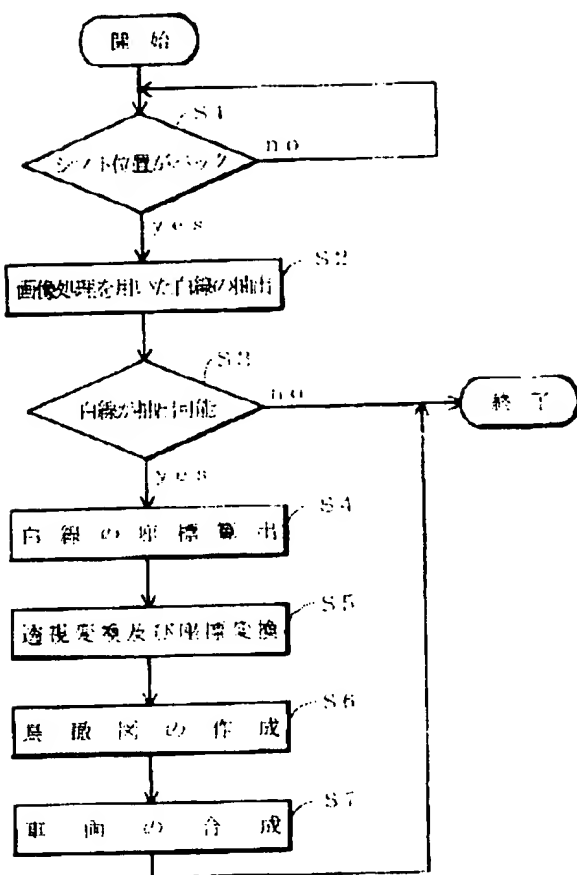 開始
S1
シフト位置がバック
no
yes
S2
画像処理を用いた白線の抽出
S3
白線が抽出可能
no
終了
yes
S4
白線の座標算出
S5
透視変換及び座標変換
S6
鳥瞰図の作成
S7
車両の合成